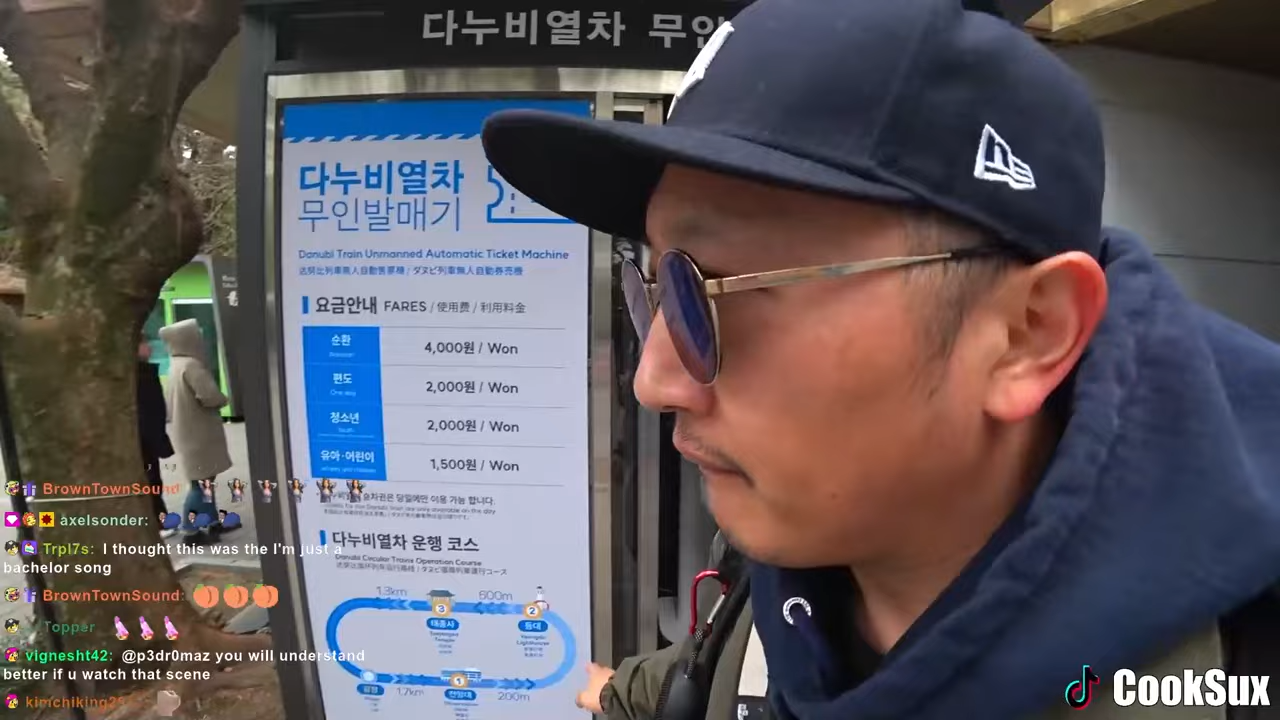 다누비열차 무인
다누비열차
무인발매기
Danubi Train Unmanned Automatic Ticket Machine
요금안내 FARES / 使用费 / 利用料金
순환
4,000원 / Won
편도
One way
2,000원 / Won
청소년
Youth
2,000원 / Won
유아·어린이
1,500원 / Won
다누비열차 운행 코스
Danubi Circular Trains Operation Course
1.3km
600m
3
2
태종사
등대
1
전망대
1.7km
200m
BrownTownSound
axelsonder:
Trpl7s: I thought this was the I'm just a
bachelor song
BrownTownSound:
Topper
vignesht42: @p3dr0maz you will understand
better if u watch that scene
CookSux